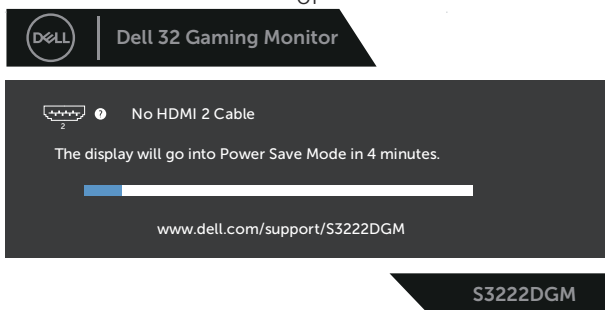 DELL
Dell 32 Gaming Monitor
?
No HDMI 2 Cable
2
The display will go into Power Save Mode in 4 minutes.
www.dell.com/support/S3222DGM
S3222DGM